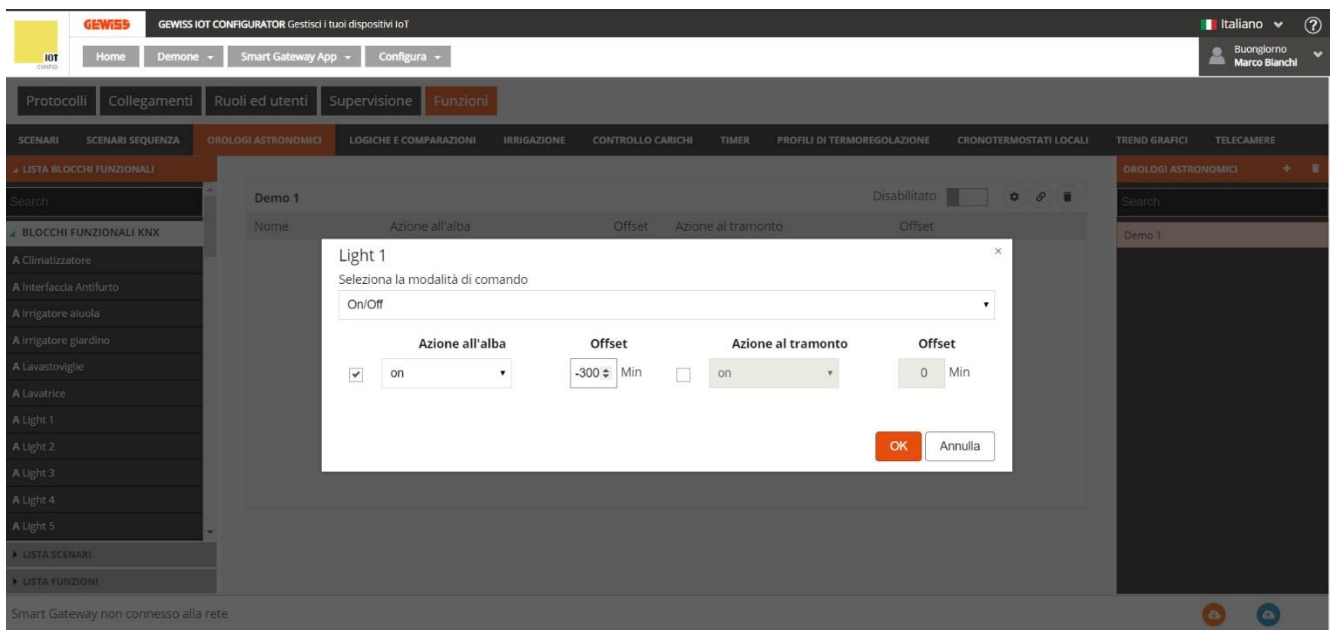 GEWISS GEWISS IOT CONFIGURATOR Gestisci i tuoi dispositivi IoT Italiano ?
IOT
CONFIG
Home Demone Smart Gateway App Configura Buongiorno
Marco Bianchi
Protocolli Collegamenti Ruoli ed utenti Supervisione Funzioni
SCENARI SCENARI SEQUENZA OROLOGI ASTRONOMICI LOGICHE E COMPARAZIONI IRRIGAZIONE CONTROLLO CARICHI TIMER PROFILI DI TERMOREGOLAZIONE CRONOTERMOSTATI LOCALI TREND GRAFICI TELECAMERE
LISTA BLOCCHI FUNZIONALI
Search
BLOCCHI FUNZIONALI KNX
A Climatizzatore
A Interfaccia Antifurto
A irrigatore aiuola
A irrigatore giardino
A Lavastoviglie
A Lavatrice
A Light 1
A Light 2
A Light 3
A Light 4
A Light 5
LISTA SCENARI
LISTA FUNZIONI
Demo 1 Disabilitato
Nome Azione all'alba Offset Azione al tramonto Offset
Light 1 ×
Seleziona la modalità di comando
On/Off
Azione all'alba Offset Azione al tramonto Offset
on -300 Min on 0 Min
OK Annulla
OROLOGI ASTRONOMICI +
Search
Demo 1
Smart Gateway non connesso alla rete